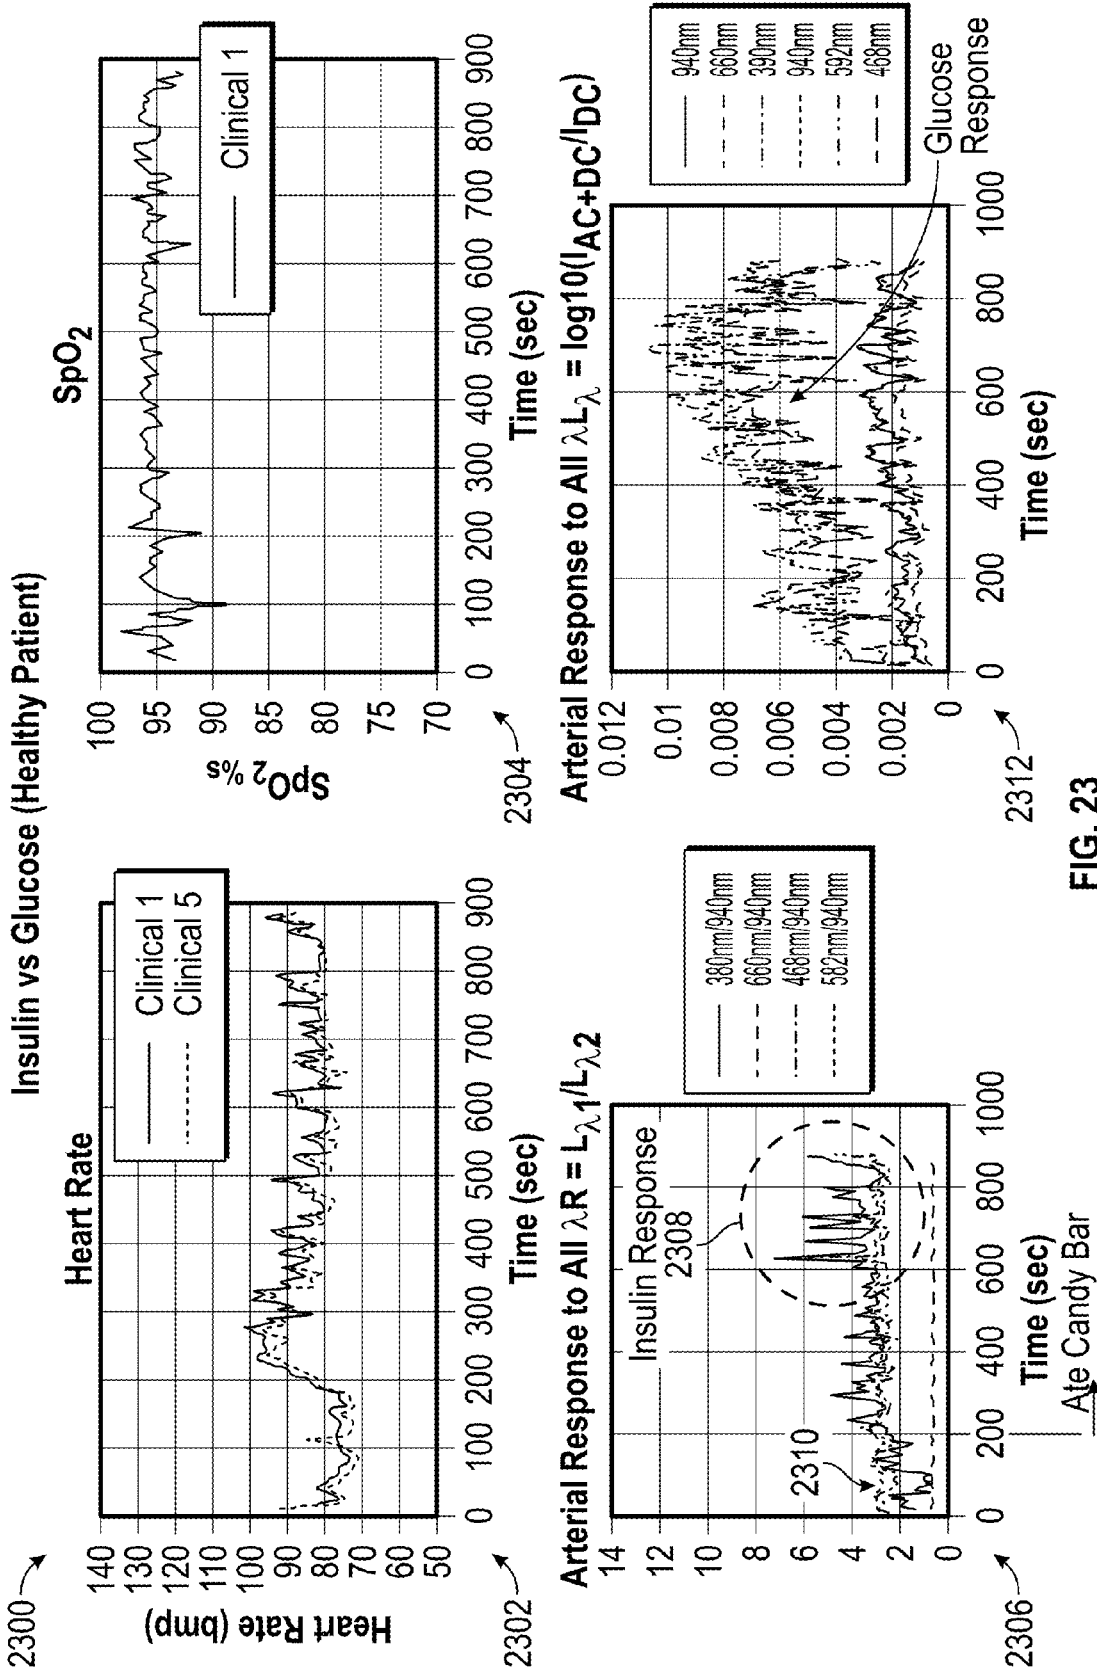 Insulin vs Glucose (Healthy Patient)
2300
Heart Rate
Heart Rate (bmp)
140
130
120
110
100
90
80
70
60
50
Clinical 1
Clinical 5
0 100 200 300 400 500 600 700 800 900
Time (sec)
2302
SpO2
SpO2 %s
100
95
90
85
80
75
70
Clinical 1
0 100 200 300 400 500 600 700 800 900
Time (sec)
2304
Arterial Response to All λR = Lλ1/Lλ2
14
12
10
8
6
4
2
0
Insulin Response
2308
2310
380nm/940nm
660nm/940nm
468nm/940nm
582nm/940nm
0 200 400 600 800 1000
Time (sec)
Ate Candy Bar
2306
Arterial Response to All λLλ = log10(IAC+DC/IDC)
0.012
0.01
0.008
0.006
0.004
0.002
0
940nm
660nm
390nm
940nm
592nm
468nm
Glucose
Response
0 200 400 600 800 1000
Time (sec)
2312
FIG. 23